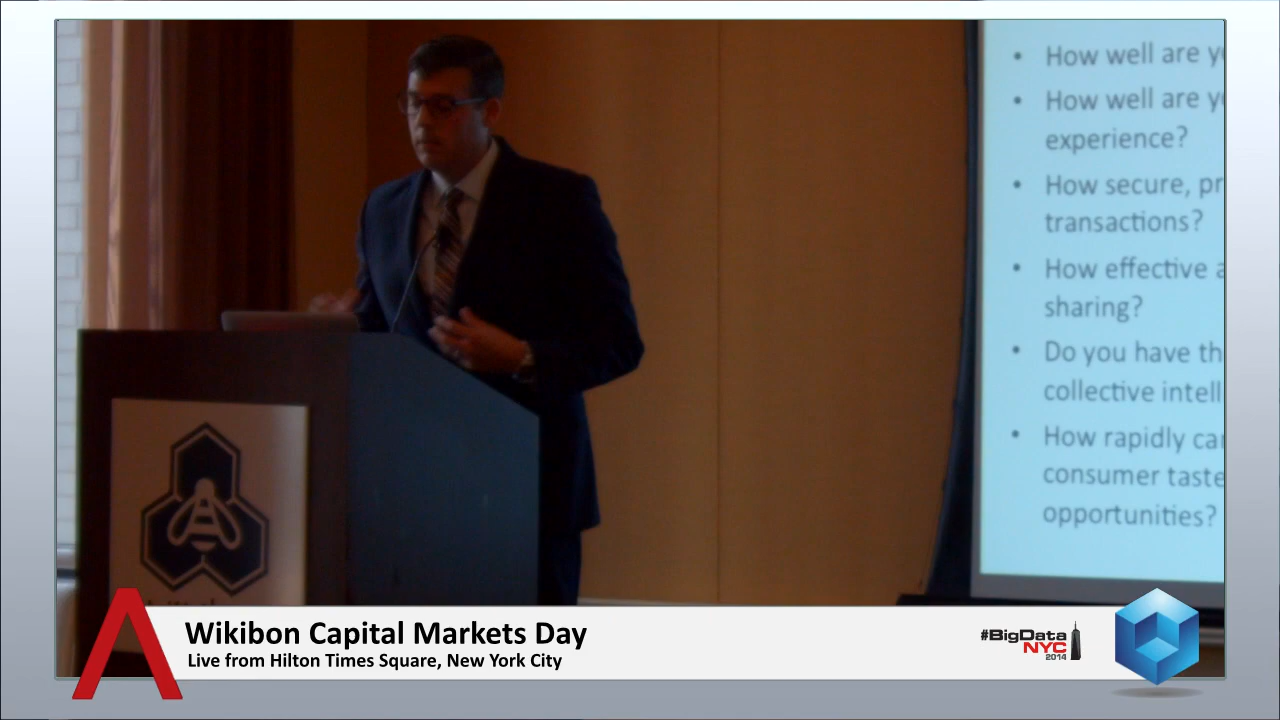 • How well are y
• How well are y
experience?
• How secure, pr
transactions?
• How effective a
sharing?
• Do you have th
collective intell
• How rapidly ca
consumer taste
opportunities?
Wikibon Capital Markets Day
Live from Hilton Times Square, New York City
#BigData
NYC
2014